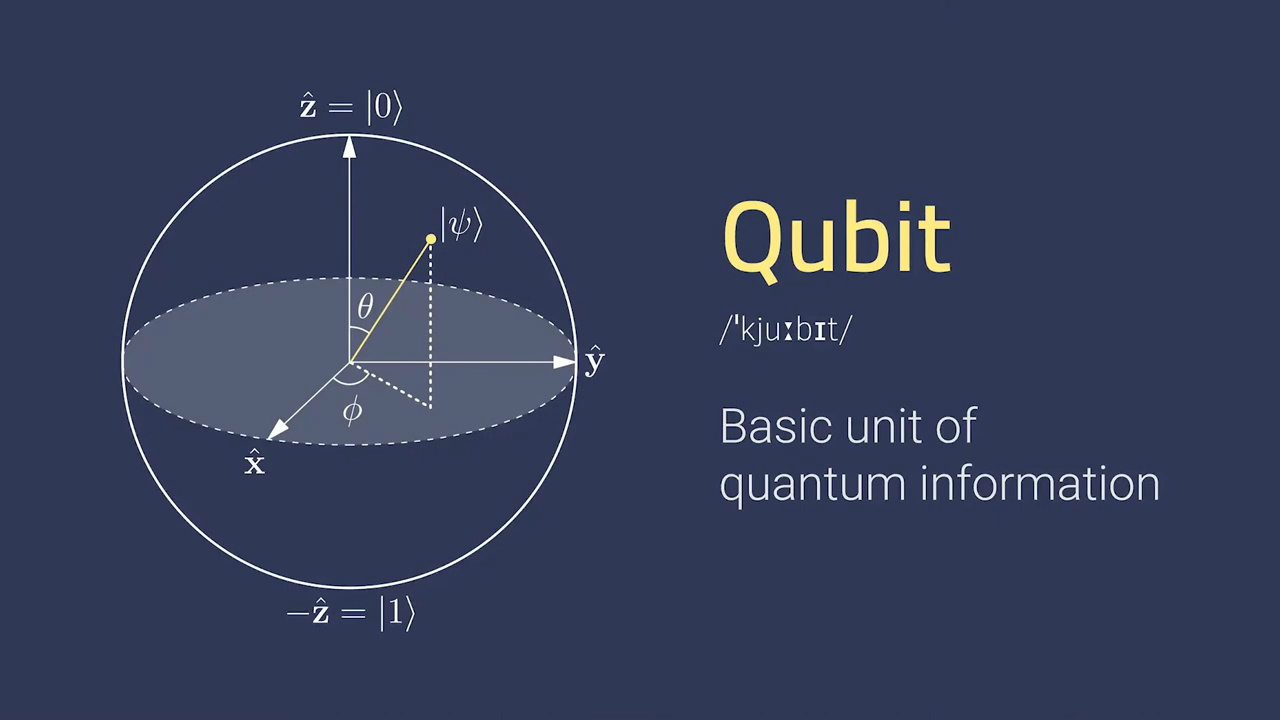 ẑ = |0⟩
|ψ⟩
θ
ŷ
ϕ
x̂
−ẑ = |1⟩
Qubit
/ˈkjuːbɪt/
Basic unit of
quantum information